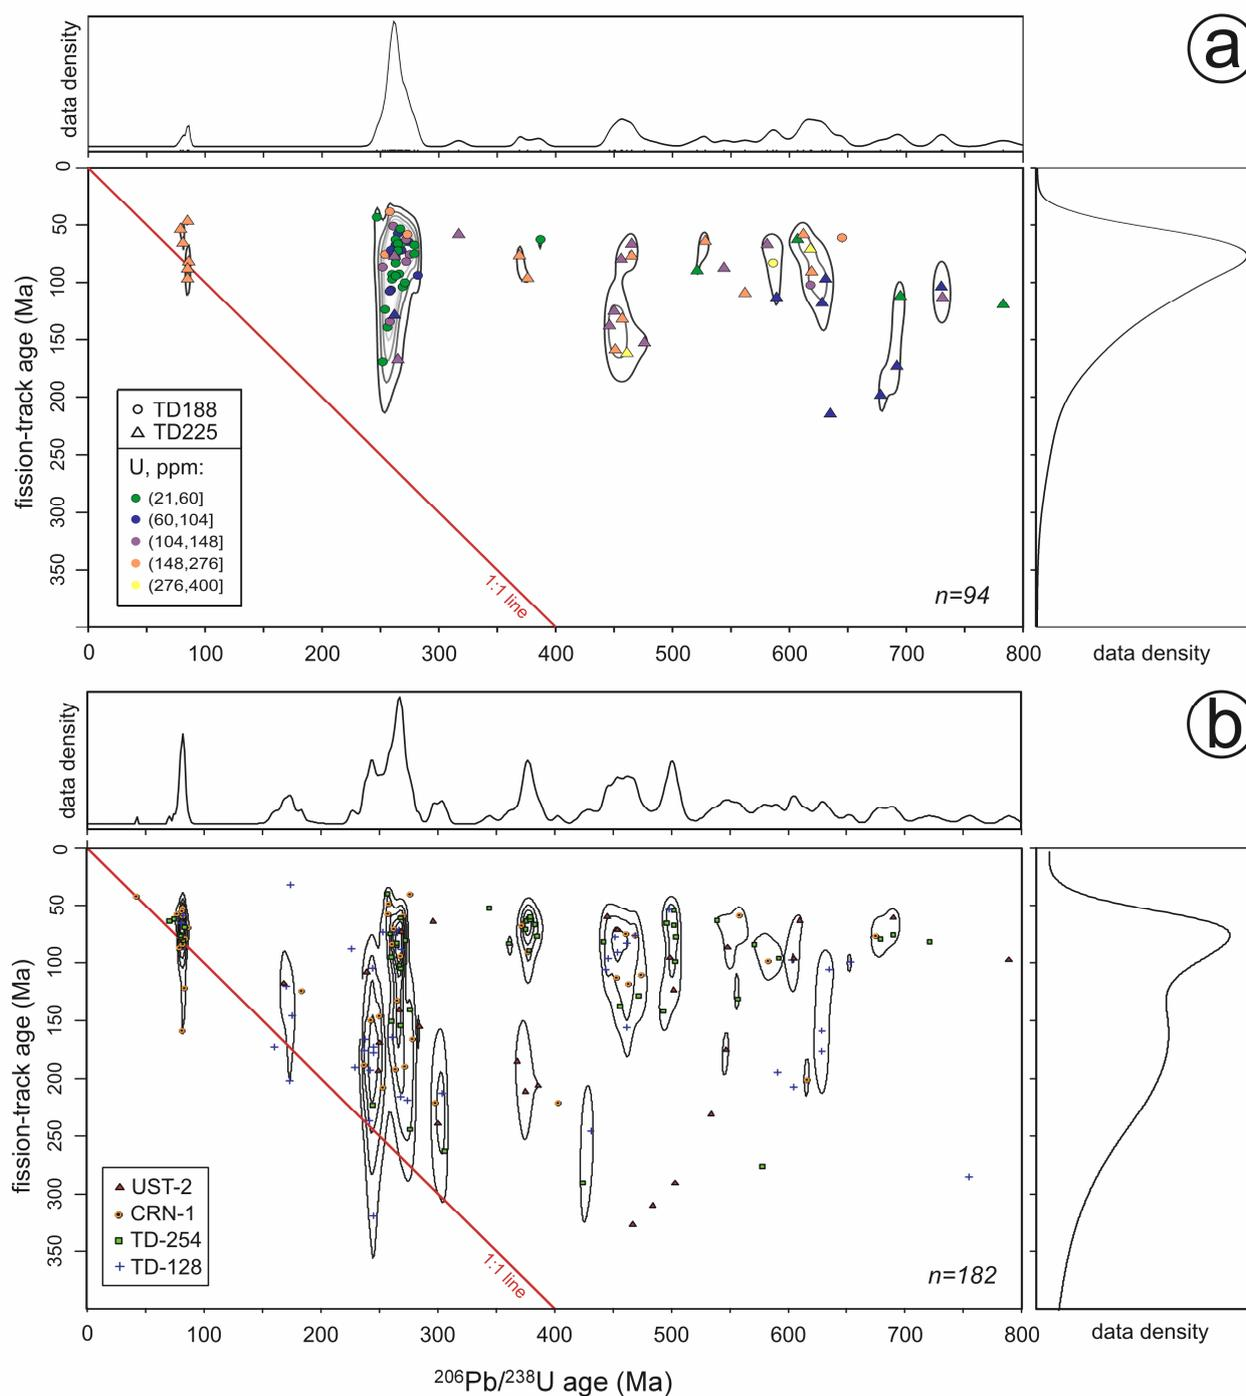 data density
a
0
50
100
150
200
250
300
350
fission-track age (Ma)
TD188
TD225
U, ppm:
(21,60]
(60,104]
(104,148]
(148,276]
(276,400]
1:1 line
n=94
0 100 200 300 400 500 600 700 800
data density
data density
b
0
50
100
150
200
250
300
350
fission-track age (Ma)
UST-2
CRN-1
TD-254
TD-128
1:1 line
n=182
0 100 200 300 400 500 600 700 800
data density
²⁰⁶Pb/²³⁸U age (Ma)